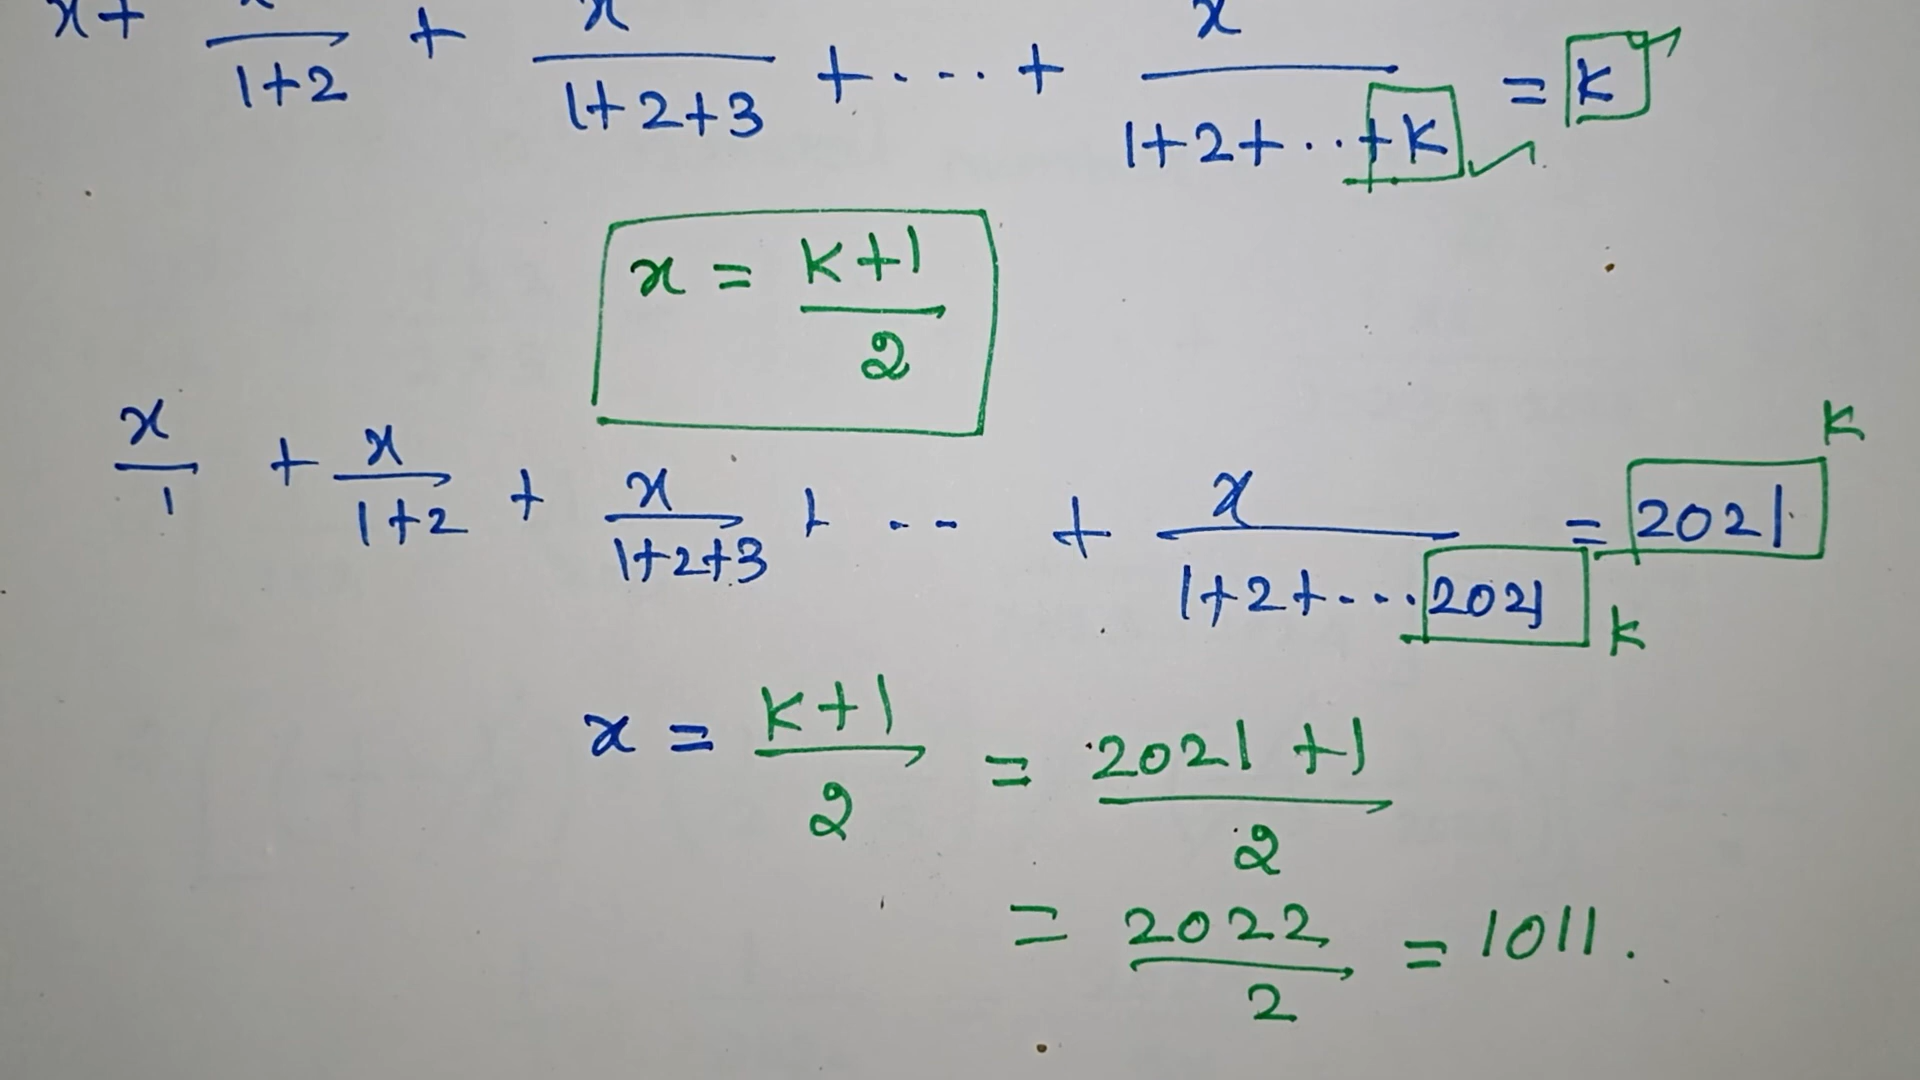 x + x/(1+2) + x/(1+2+3) + ... + x/(1+2+..+K) = K
x = (K+1)/2
x/1 + x/(1+2) + x/(1+2+3) + ... + x/(1+2+...2021) = 2021 K
K
x = (K+1)/2 = (2021+1)/2
= 2022/2 = 1011.